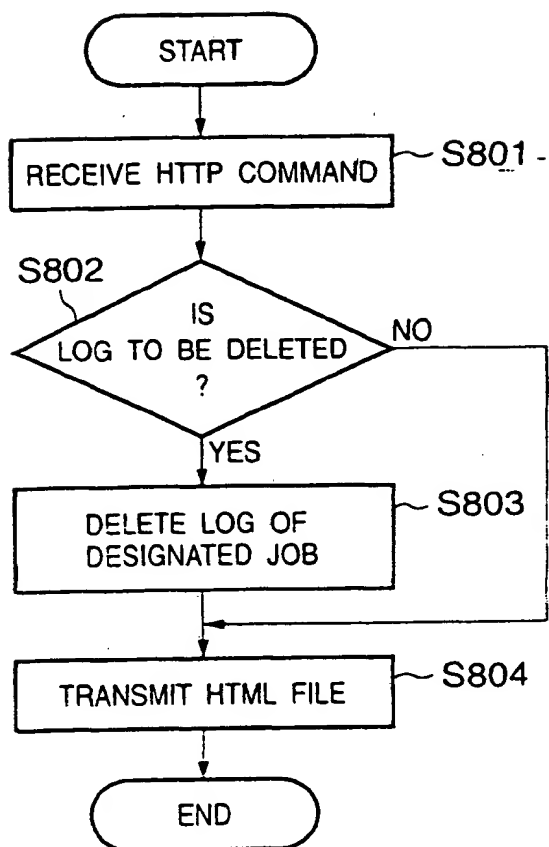 START
RECEIVE HTTP COMMAND
S801
S802
IS
LOG TO BE DELETED
?
NO
YES
DELETE LOG OF
DESIGNATED JOB
S803
TRANSMIT HTML FILE
S804
END